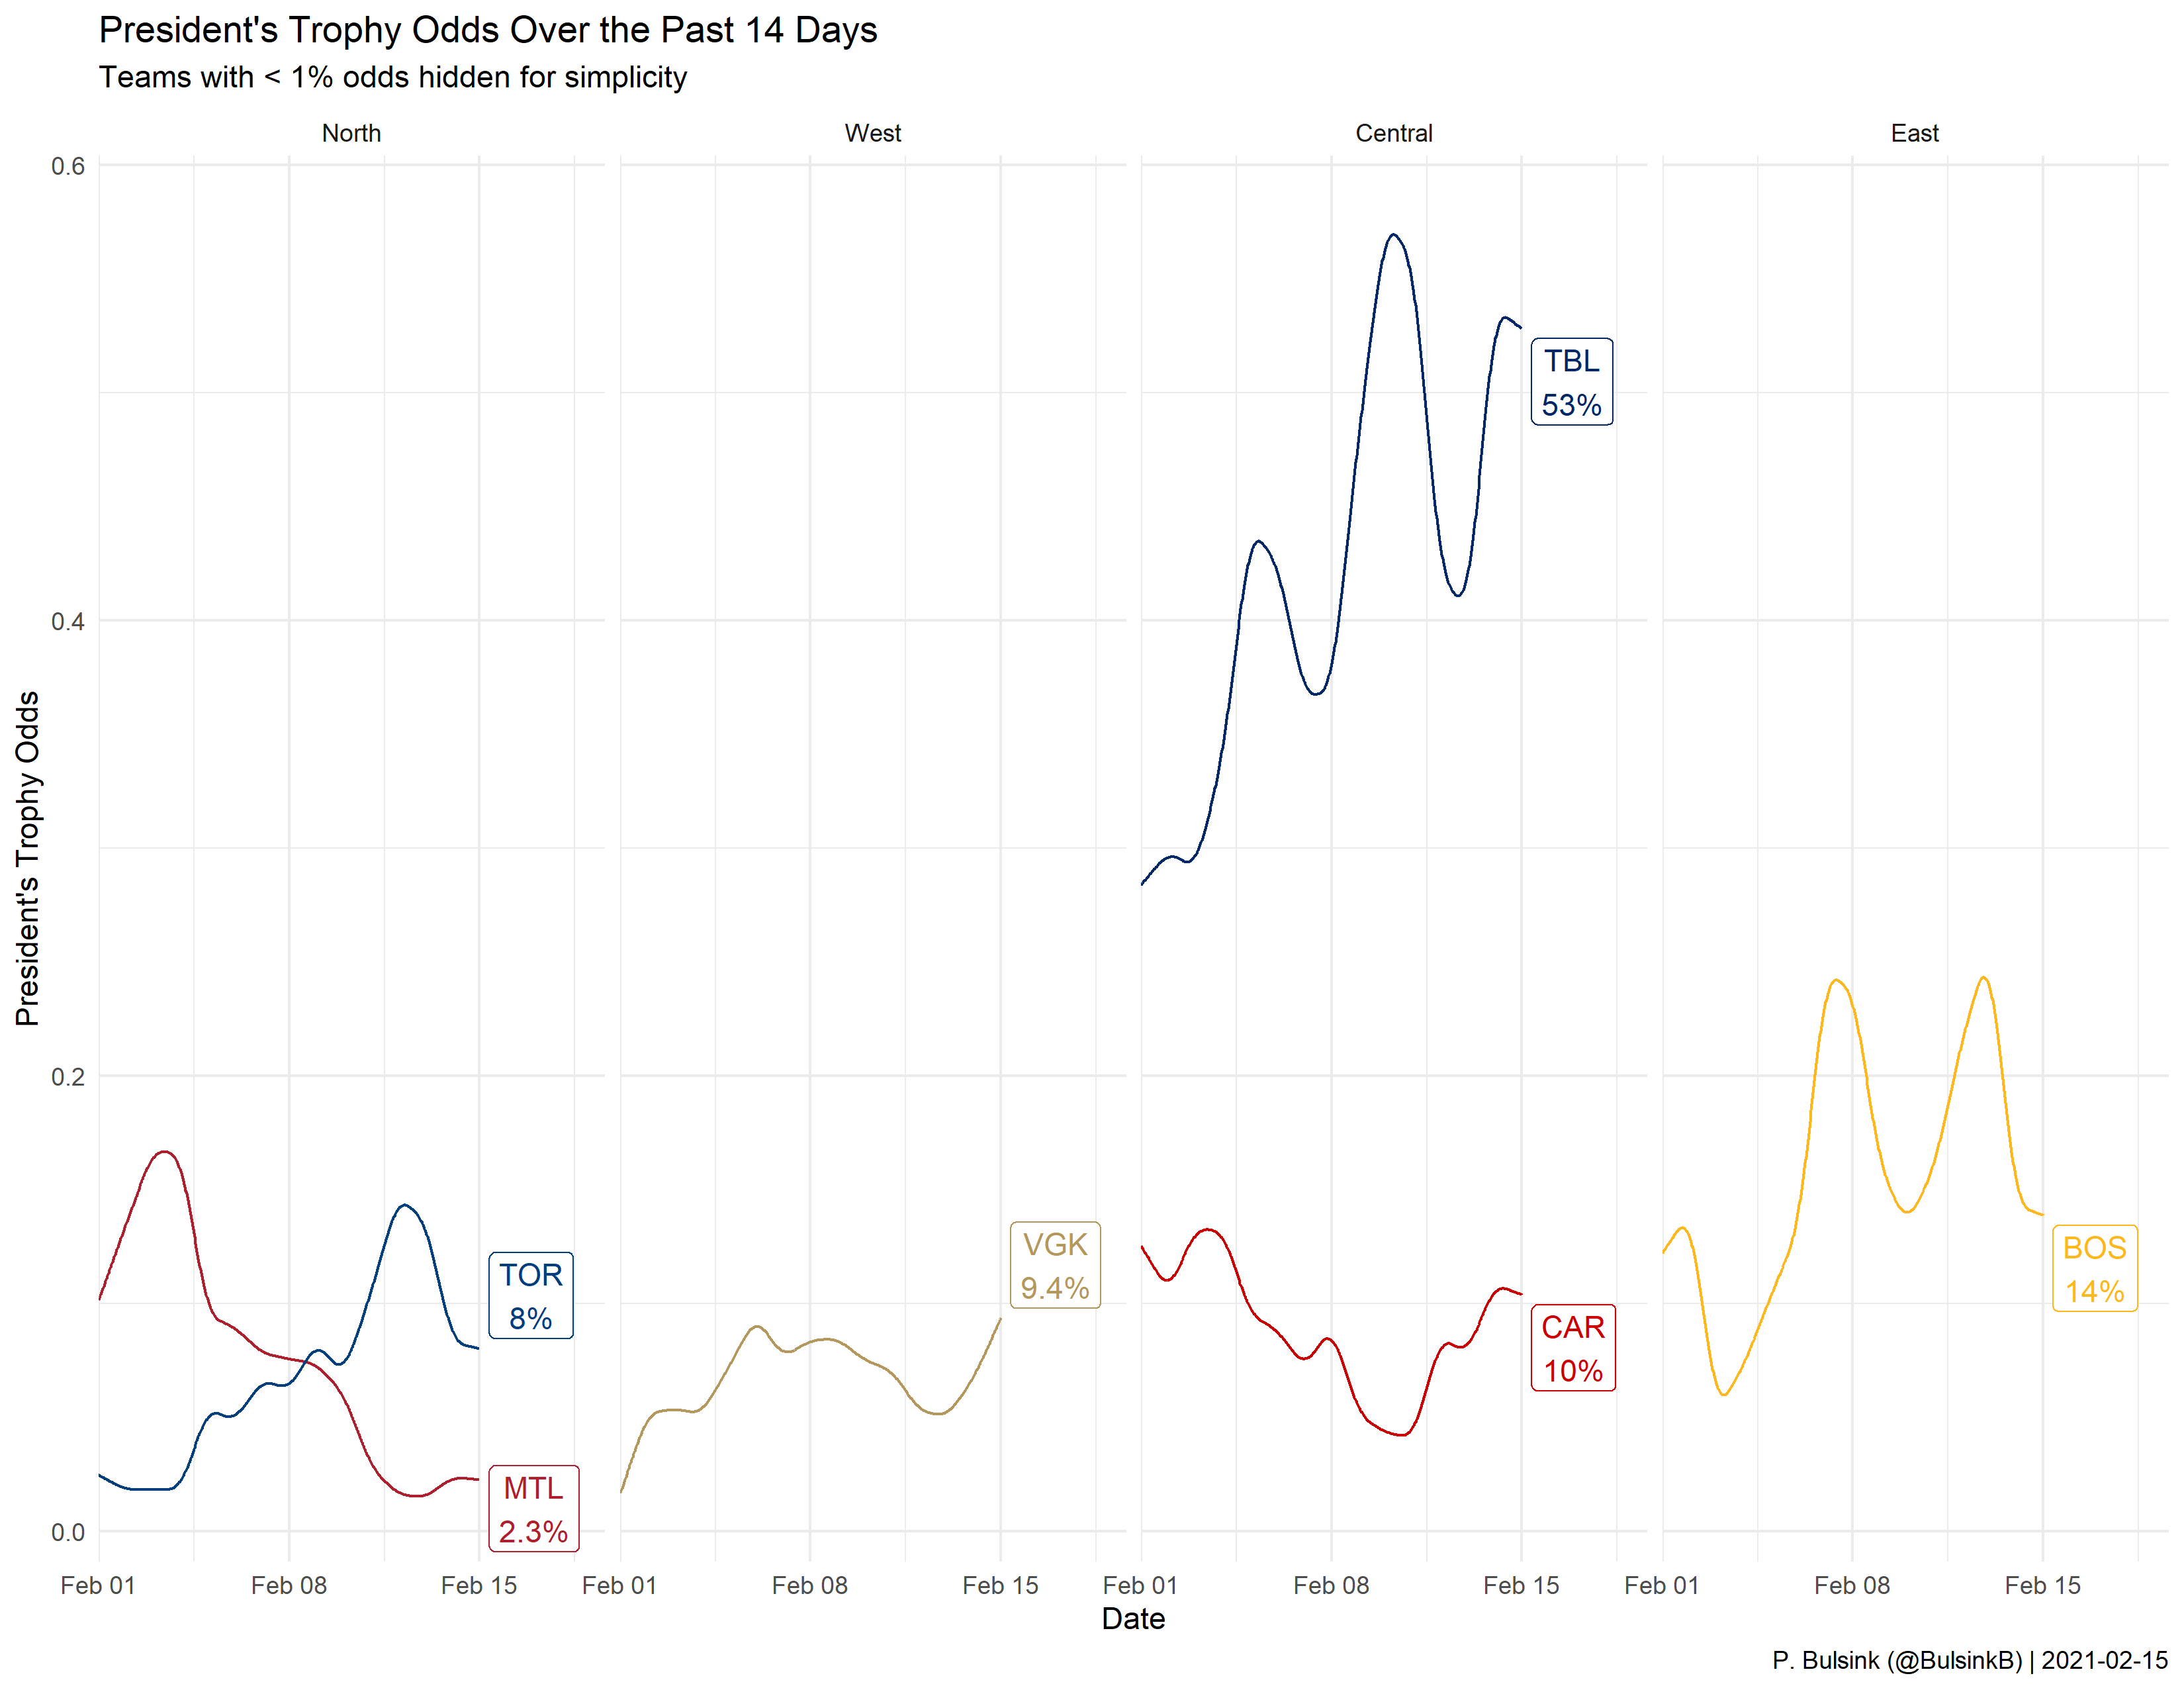 President's Trophy Odds Over the Past 14 Days
Teams with < 1% odds hidden for simplicity
North
West
Central
East
President's Trophy Odds
0.6
0.4
0.2
0.0
TOR
8%
MTL
2.3%
VGK
9.4%
TBL
53%
CAR
10%
BOS
14%
Feb 01
Feb 08
Feb 15
Feb 01
Feb 08
Feb 15
Feb 01
Feb 08
Feb 15
Feb 01
Feb 08
Feb 15
Date
P. Bulsink (@BulsinkB) | 2021-02-15